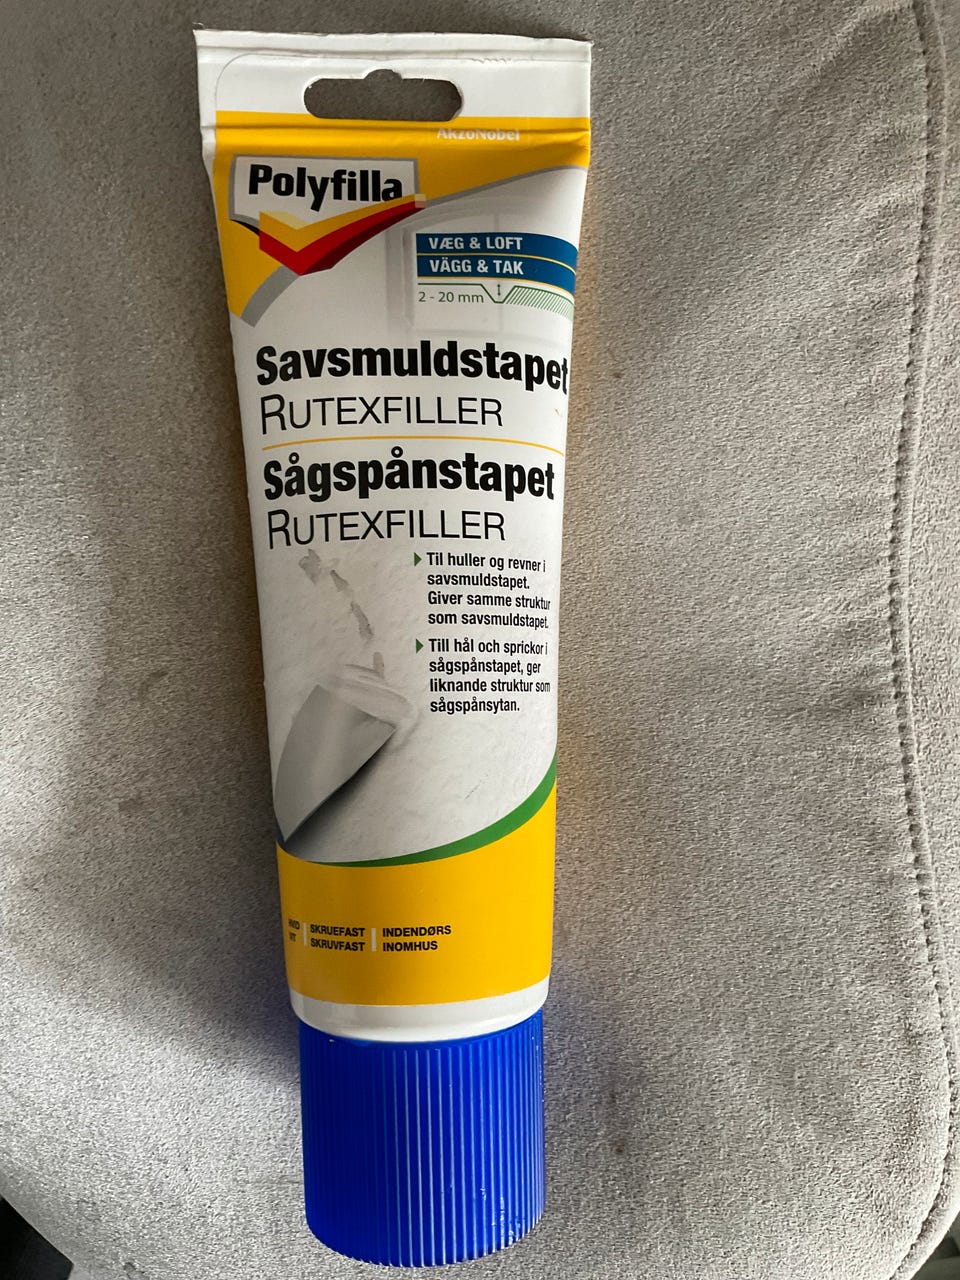 AkzoNobel
Polyfilla
VÆG & LOFT
VÄGG & TAK
2 - 20 mm
Savsmuldstapet
RUTEXFILLER
Sågspånstapet
RUTEXFILLER
Til huller og revner i
savsmuldstapet.
Giver samme struktur
som savsmuldstapet.
Till hål och sprickor i
sågspånstapet, ger
liknande struktur som
sågspånsytan.
HVID | SKRUEFAST | INDENDØRS
VIT | SKRUVFAST | INOMHUS